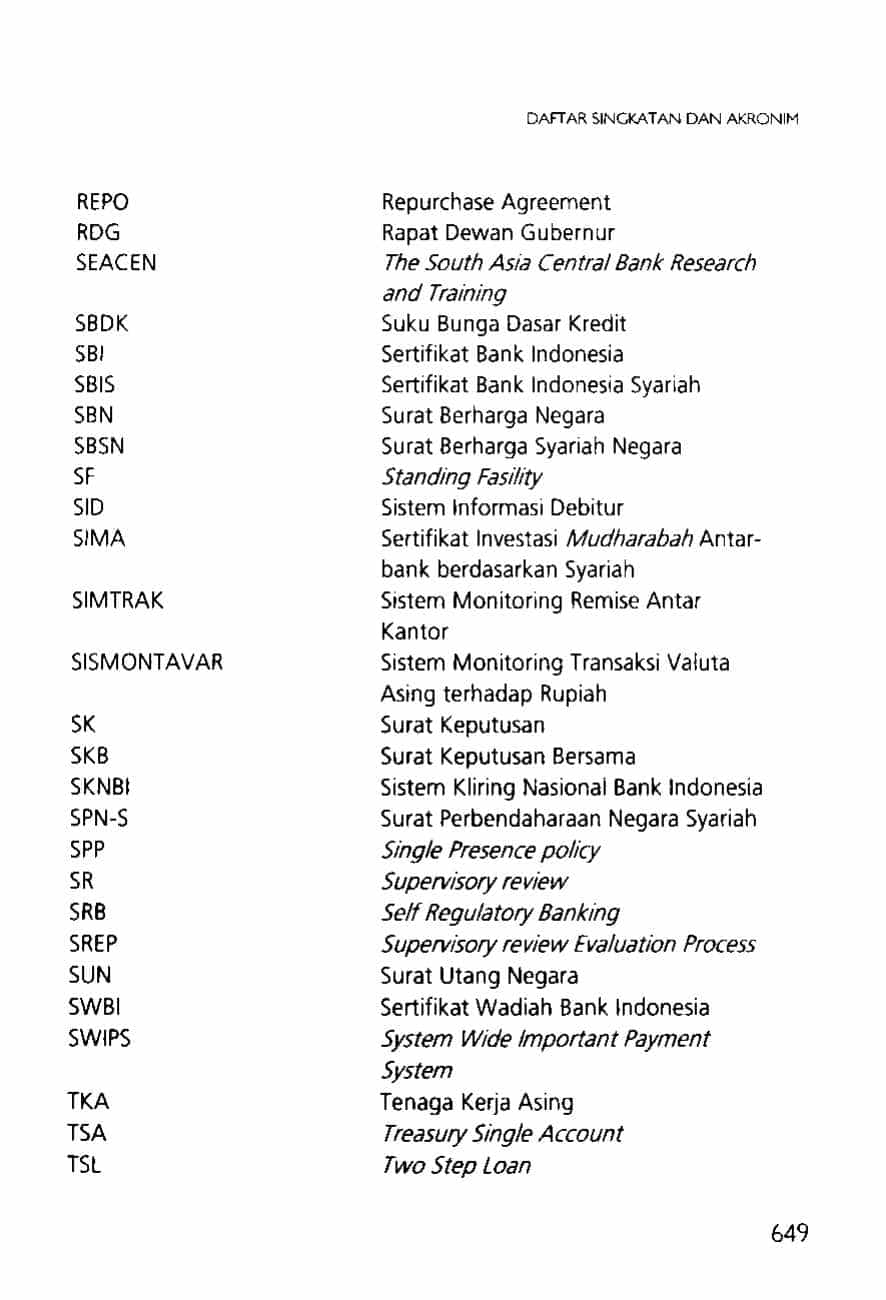 DAFTAR SINGKATAN DAN AKRONIM
REPO Repurchase Agreement
RDG Rapat Dewan Gubernur
SEACEN The South Asia Central Bank Research
and Training
SBDK Suku Bunga Dasar Kredit
SBI Sertifikat Bank Indonesia
SBIS Sertifikat Bank Indonesia Syariah
SBN Surat Berharga Negara
SBSN Surat Berharga Syariah Negara
SF Standing Fasility
SID Sistem Informasi Debitur
SIMA Sertifikat Investasi Mudharabah Antar-
bank berdasarkan Syariah
SIMTRAK Sistem Monitoring Remise Antar
Kantor
SISMONTAVAR Sistem Monitoring Transaksi Valuta
Asing terhadap Rupiah
SK Surat Keputusan
SKB Surat Keputusan Bersama
SKNBI Sistem Kliring Nasional Bank Indonesia
SPN-S Surat Perbendaharaan Negara Syariah
SPP Single Presence policy
SR Supervisory review
SRB Self Regulatory Banking
SREP Supervisory review Evaluation Process
SUN Surat Utang Negara
SWBI Sertifikat Wadiah Bank Indonesia
SWIPS System Wide Important Payment
System
TKA Tenaga Kerja Asing
TSA Treasury Single Account
TSL Two Step Loan
649